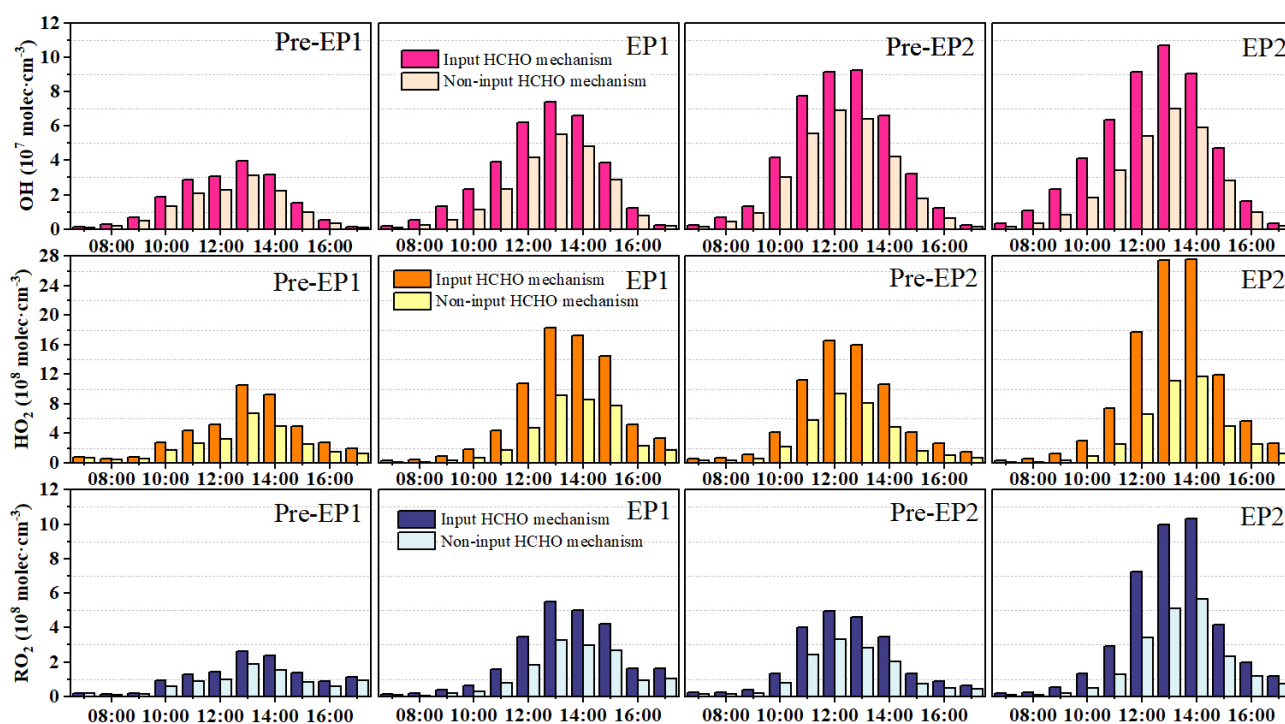 OH (10⁷ molec·cm⁻³)
12
10
8
6
4
2
0
Pre-EP1
08:00 10:00 12:00 14:00 16:00
EP1
Input HCHO mechanism
Non-input HCHO mechanism
08:00 10:00 12:00 14:00 16:00
Pre-EP2
08:00 10:00 12:00 14:00 16:00
EP2
08:00 10:00 12:00 14:00 16:00
HO₂ (10⁸ molec·cm⁻³)
28
24
20
16
12
8
4
0
Pre-EP1
08:00 10:00 12:00 14:00 16:00
EP1
Input HCHO mechanism
Non-input HCHO mechanism
08:00 10:00 12:00 14:00 16:00
Pre-EP2
08:00 10:00 12:00 14:00 16:00
EP2
08:00 10:00 12:00 14:00 16:00
RO₂ (10⁸ molec·cm⁻³)
10
8
6
4
2
0
Pre-EP1
08:00 10:00 12:00 14:00 16:00
EP1
Input HCHO mechanism
Non-input HCHO mechanism
08:00 10:00 12:00 14:00 16:00
Pre-EP2
08:00 10:00 12:00 14:00 16:00
EP2
08:00 10:00 12:00 14:00 16:00